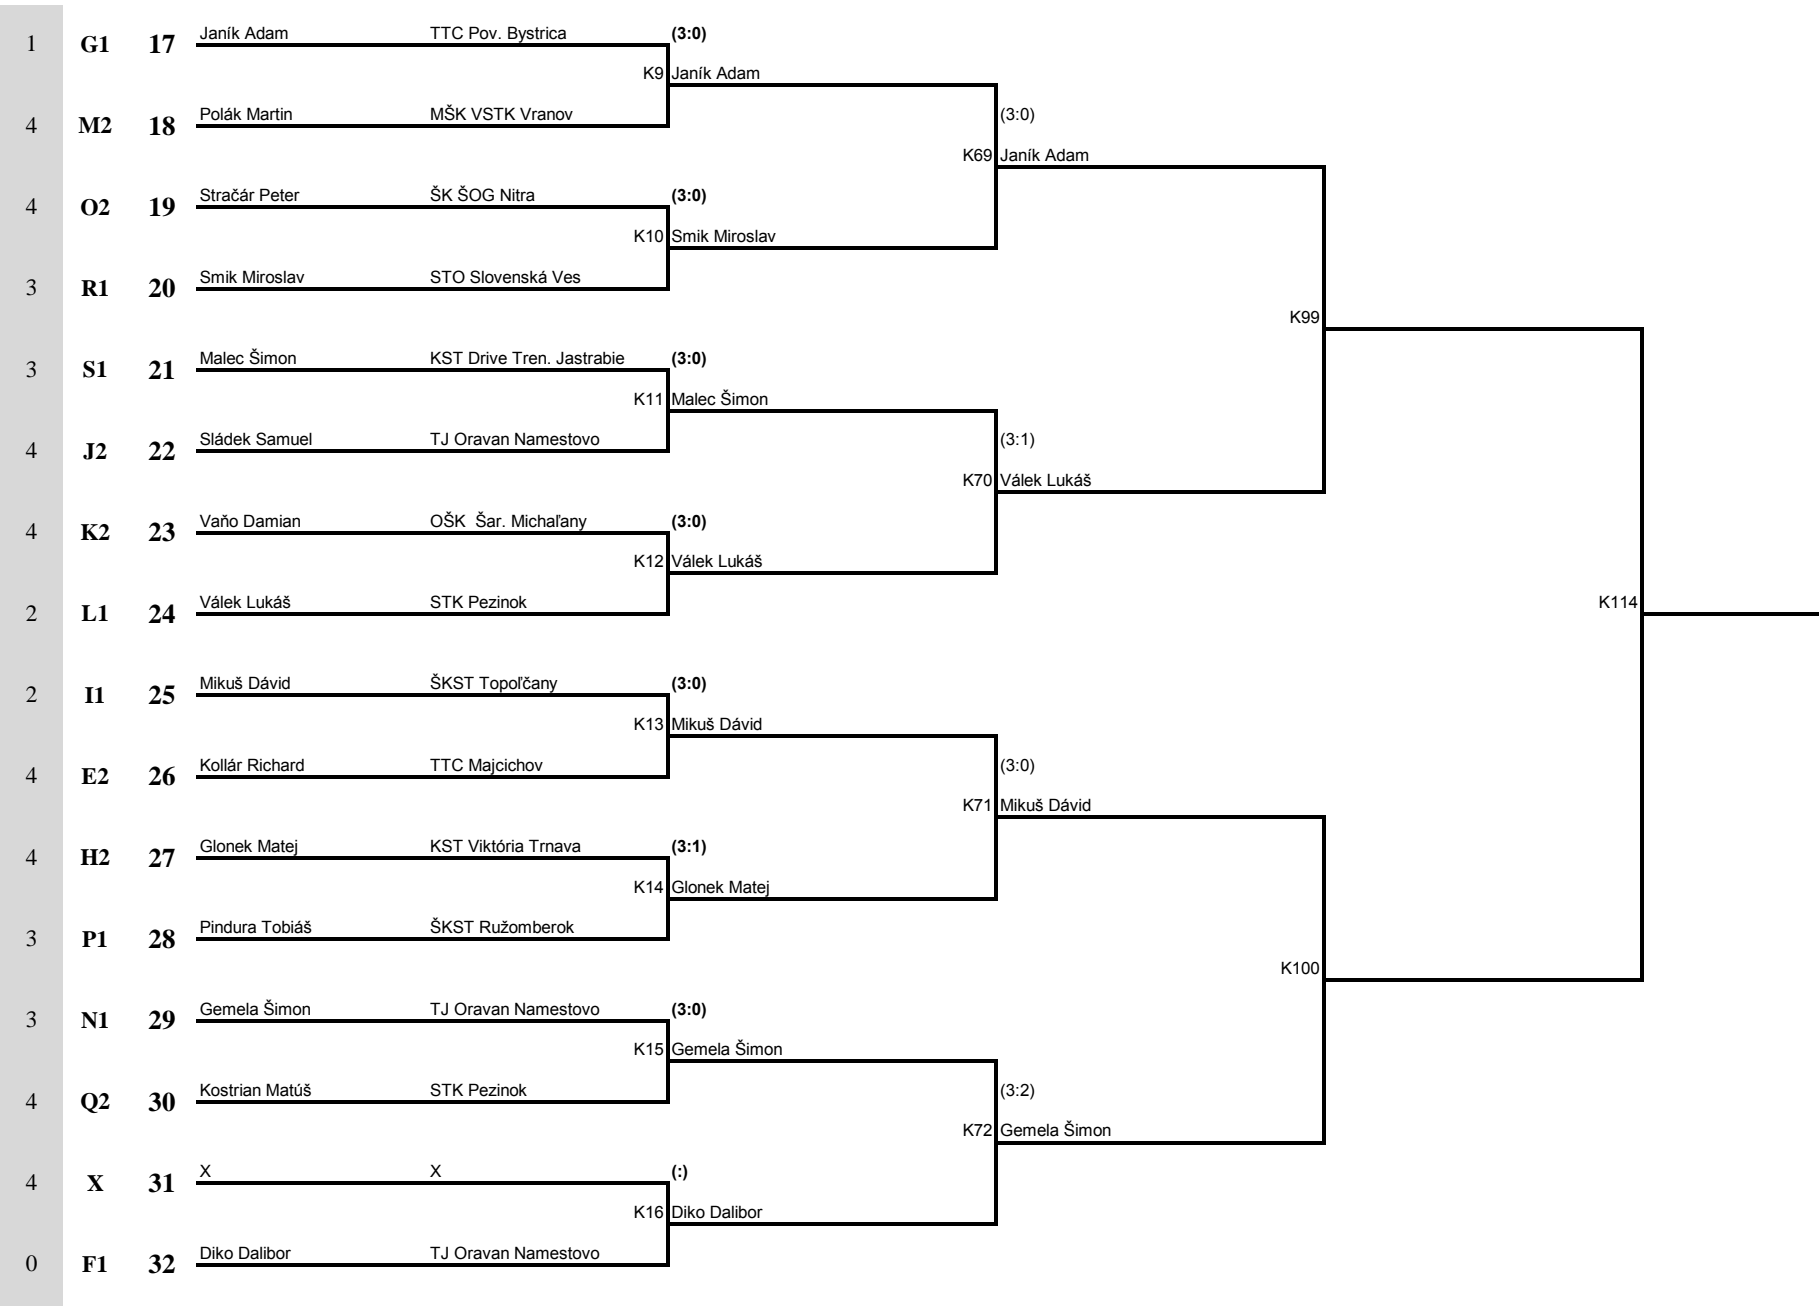 Janík Adam TTC Pov. Bystrica (3:0)
1 G1 17
K9 Janík Adam
Polák Martin MŠK VSTK Vranov (3:0)
4 M2 18
K69 Janík Adam
Stračár Peter ŠK ŠOG Nitra (3:0)
4 O2 19
K10 Smik Miroslav
Smik Miroslav STO Slovenská Ves
3 R1 20
K99
Malec Šimon KST Drive Tren. Jastrabie (3:0)
3 S1 21
K11 Malec Šimon
Sládek Samuel TJ Oravan Namestovo (3:1)
4 J2 22
K70 Válek Lukáš
Vaňo Damian OŠK Šar. Michaľany (3:0)
4 K2 23
K12 Válek Lukáš
Válek Lukáš STK Pezinok K114
2 L1 24
Mikuš Dávid ŠKST Topoľčany (3:0)
2 I1 25
K13 Mikuš Dávid
Kollár Richard TTC Majcichov (3:0)
4 E2 26
K71 Mikuš Dávid
Glonek Matej KST Viktória Trnava (3:1)
4 H2 27
K14 Glonek Matej
Pindura Tobiáš ŠKST Ružomberok
3 P1 28
K100
Gemela Šimon TJ Oravan Namestovo (3:0)
3 N1 29
K15 Gemela Šimon
Kostrian Matúš STK Pezinok (3:2)
4 Q2 30
K72 Gemela Šimon
X X (:)
4 X 31
K16 Diko Dalibor
Diko Dalibor TJ Oravan Namestovo
0 F1 32